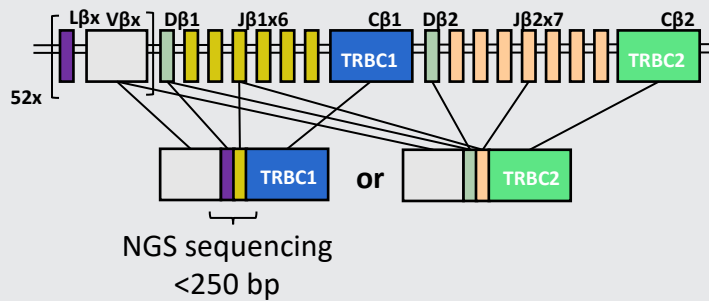 Lβx Vβx Dβ1 Jβ1x6 Cβ1 Dβ2 Jβ2x7 Cβ2
TRBC1 TRBC2
52x
TRBC1 or TRBC2
NGS sequencing
<250 bp